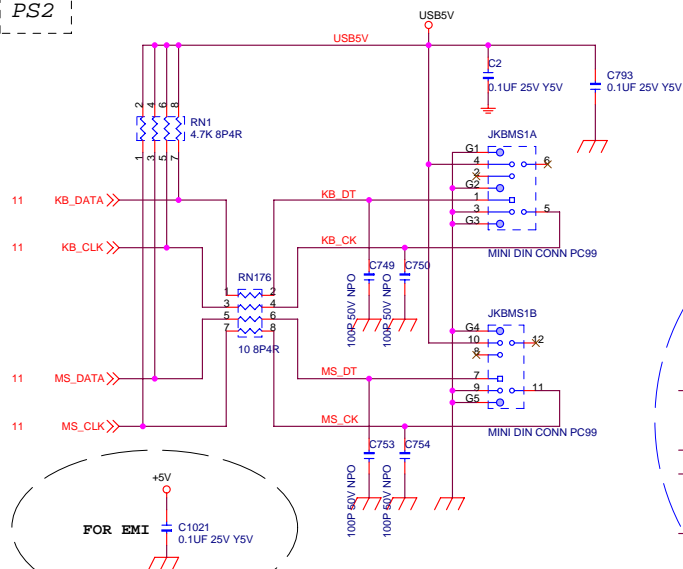 PS2
USB5V
USB5V
C2
0.1UF 25V Y5V
C793
0.1UF 25V Y5V
2
4
6
8
RN1
4.7K 8P4R
1
3
5
7
JKBMS1A
G1
4
6
2
G2
1
3
5
G3
MINI DIN CONN PC99
11 KB_DATA
KB_DT
11 KB_CLK
KB_CK
RN176
1 2
3 4
5 6
7 8
10 8P4R
C749
100P 50V NPO
C750
100P 50V NPO
JKBMS1B
G4
10
12
8
7
9
11
G5
MINI DIN CONN PC99
11 MS_DATA
MS_DT
11 MS_CLK
MS_CK
C753
100P 50V NPO
C754
100P 50V NPO
+5V
FOR EMI
C1021
0.1UF 25V Y5V